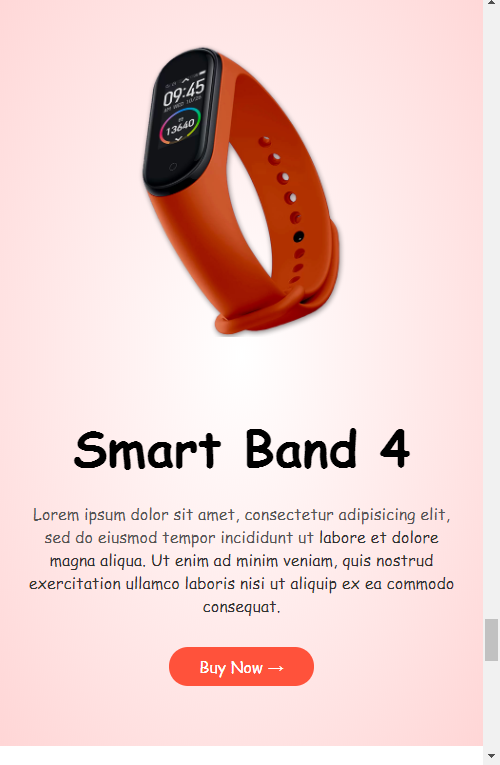 09:45
13640
Smart Band 4
Lorem ipsum dolor sit amet, consectetur adipisicing elit,
sed do eiusmod tempor incididunt ut labore et dolore
magna aliqua. Ut enim ad minim veniam, quis nostrud
exercitation ullamco laboris nisi ut aliquip ex ea commodo
consequat.
Buy Now →